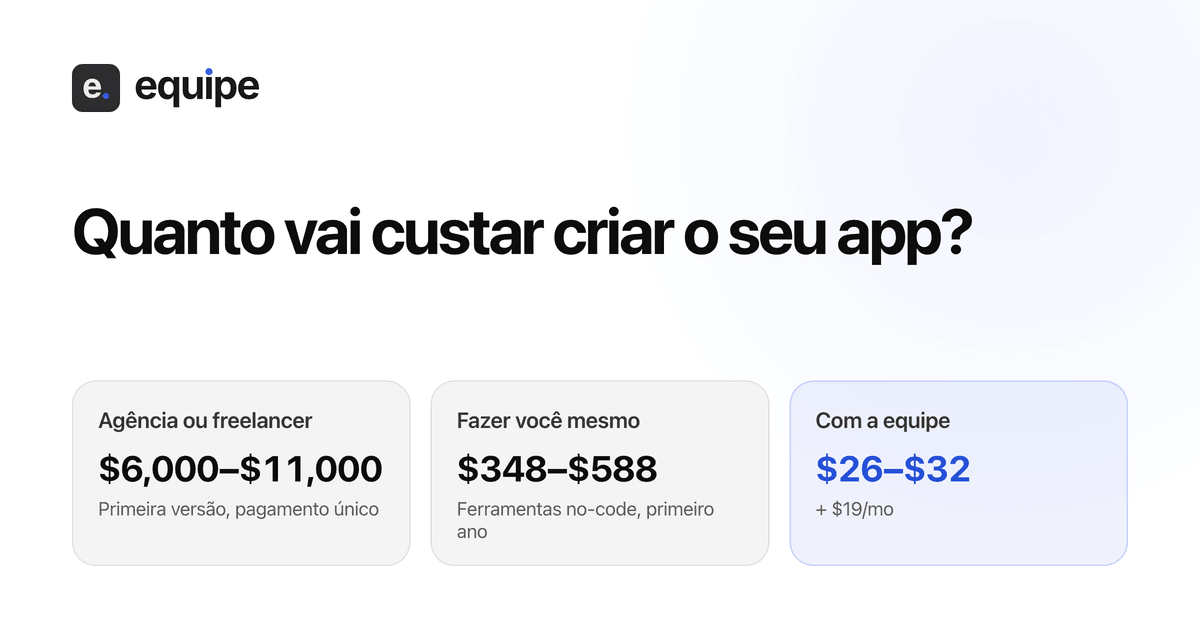 e.
equipe
Quanto vai custar criar o seu app?
Agência ou freelancer
$6,000–$11,000
Primeira versão, pagamento único
Fazer você mesmo
$348–$588
Ferramentas no-code, primeiro
ano
Com a equipe
$26–$32
+ $19/mo